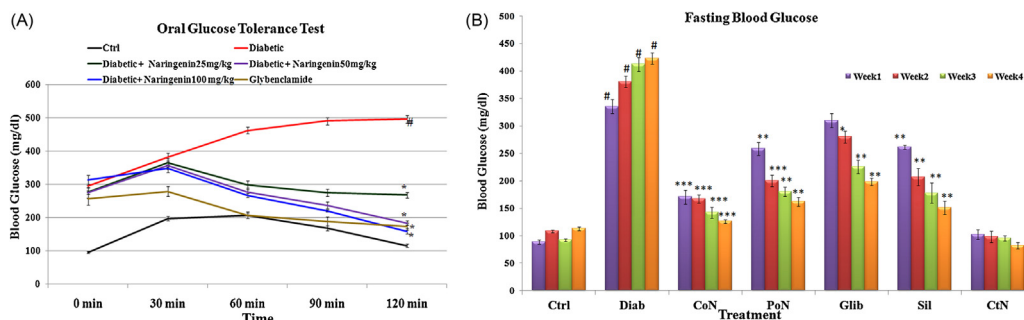 (A)
Oral Glucose Tolerance Test
Ctrl
Diabetic
Diabetic+ Naringenin25mg/kg
Diabetic+ Naringenin50mg/kg
Diabetic+Naringenin100mg/kg
Glybenclamide
Blood Glucose (mg/dl)
600
500
400
300
200
100
0
#
*
*
*
*
0 min
30 min
60 min
90 min
120 min
Time
(B)
Fasting Blood Glucose
Week1
Week2
Week3
Week4
Blood Glucose (mg/dl)
500
450
400
350
300
250
200
150
100
50
0
# # # #
*** *** *** ***
** *** ** **
* ** **
** ** ** **
Ctrl
Diab
CoN
PoN
Glib
Sil
CtN
Treatment